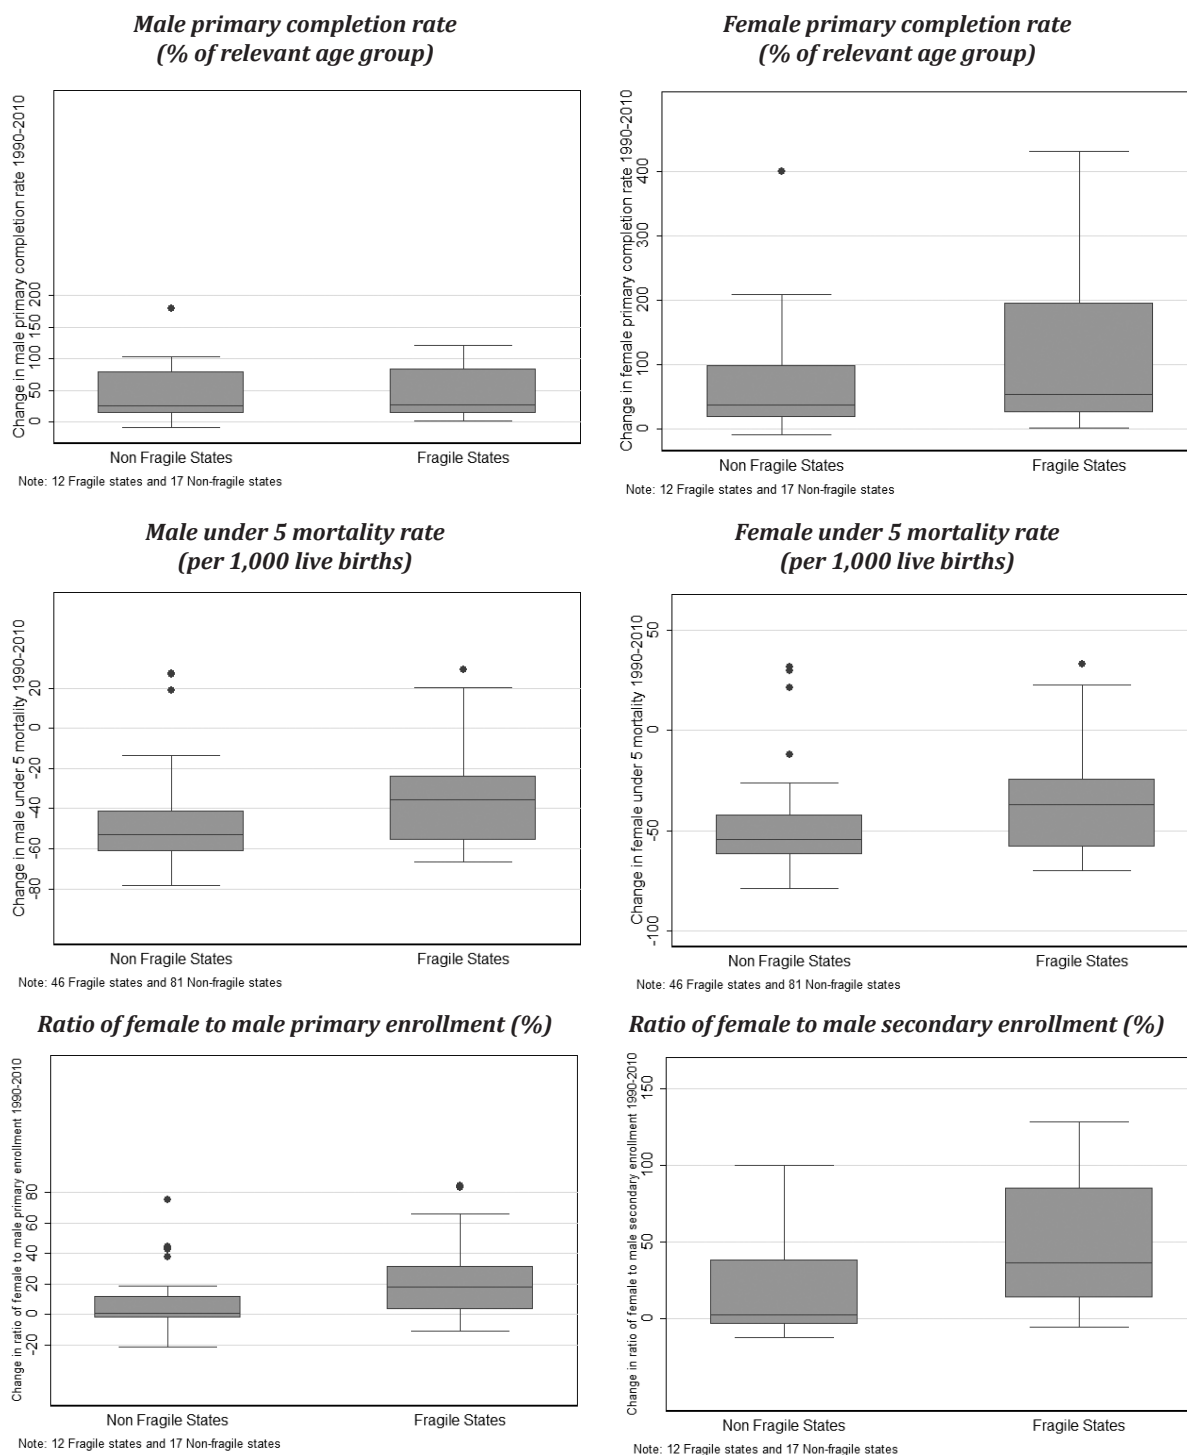 Male primary completion rate
(% of relevant age group)
Change in male primary completion rate 1990-2010
200
150
100
50
0
Non Fragile States
Fragile States
Note: 12 Fragile states and 17 Non-fragile states
Female primary completion rate
(% of relevant age group)
Change in female primary completion rate 1990-2010
400
300
200
100
0
Non Fragile States
Fragile States
Note: 12 Fragile states and 17 Non-fragile states
Male under 5 mortality rate
(per 1,000 live births)
Change in male under 5 mortality 1990-2010
20
0
-20
-40
-60
-80
Non Fragile States
Fragile States
Note: 46 Fragile states and 81 Non-fragile states
Female under 5 mortality rate
(per 1,000 live births)
Change in female under 5 mortality 1990-2010
50
0
-50
-100
Non Fragile States
Fragile States
Note: 46 Fragile states and 81 Non-fragile states
Ratio of female to male primary enrollment (%)
Change in ratio of female to male primary enrollment 1990-2010
80
60
40
20
0
-20
Non Fragile States
Fragile States
Note: 12 Fragile states and 17 Non-fragile states
Ratio of female to male secondary enrollment (%)
Change in ratio of female to male secondary enrollment 1990-2010
150
100
50
0
Non Fragile States
Fragile States
Note: 12 Fragile states and 17 Non-fragile states